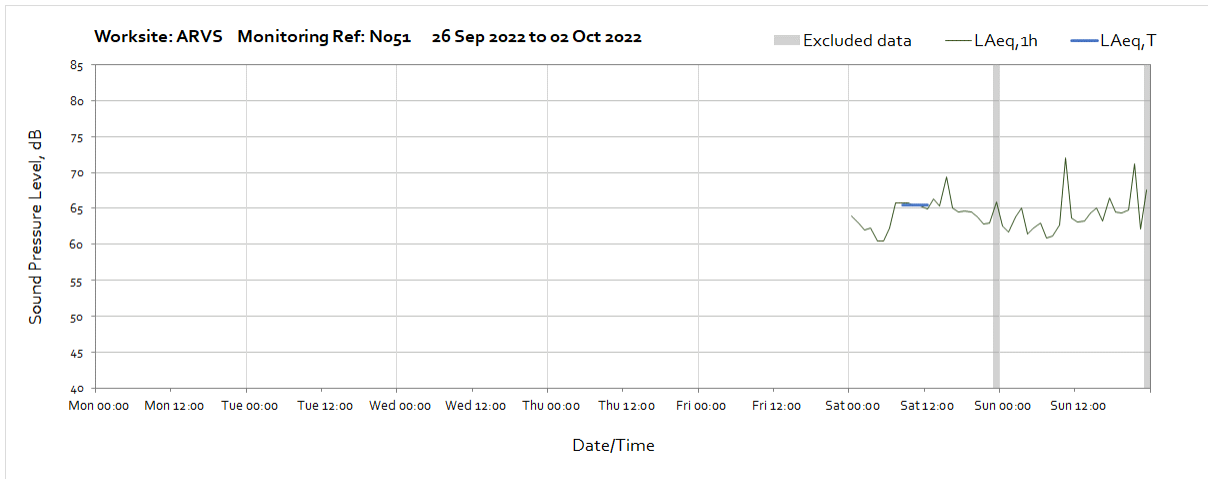 Worksite: ARVS Monitoring Ref: N051 26 Sep 2022 to 02 Oct 2022
Excluded data LAeq,1h LAeq,T
85
80
75
70
65
60
55
50
45
40
Sound Pressure Level, dB
Mon 00:00 Mon 12:00 Tue 00:00 Tue 12:00 Wed 00:00 Wed 12:00 Thu 00:00 Thu 12:00 Fri 00:00 Fri 12:00 Sat 00:00 Sat 12:00 Sun 00:00 Sun 12:00
Date/Time